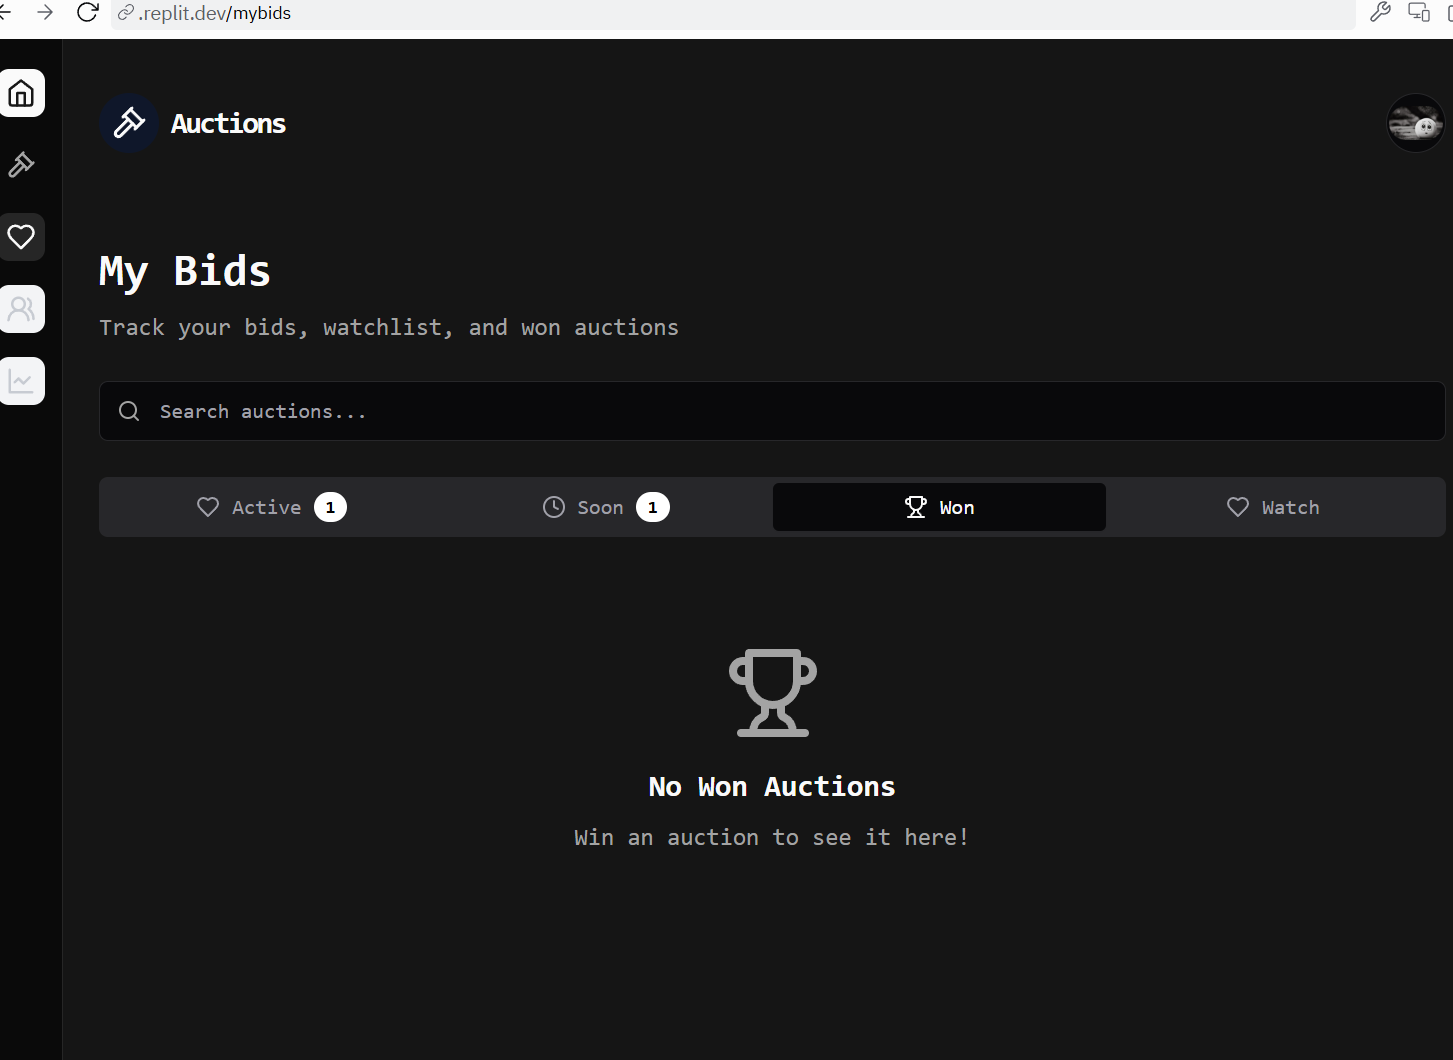 .replit.dev/mybids
Auctions
My Bids
Track your bids, watchlist, and won auctions
Search auctions...
Active 1 Soon 1 Won Watch
No Won Auctions
Win an auction to see it here!